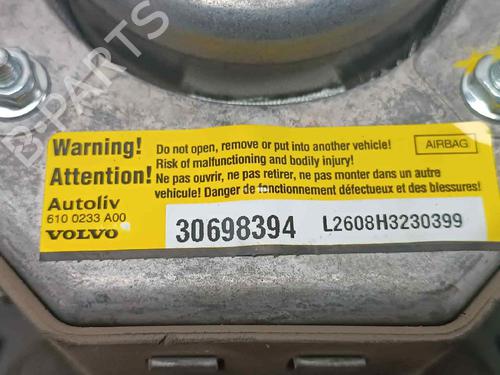 B-PARTS
Warning! Do not open, remove or put into another vehicle! AIRBAG
Risk of malfunctioning and bodily injury!
Attention! Ne pas ouvrir, ne pas retirer, ne pas monter dans un autre
véhicule! Danger de fonctionnement défectueux et des blessures!
Autoliv
610 0233 A00
VOLVO 30698394 L2608H3230399